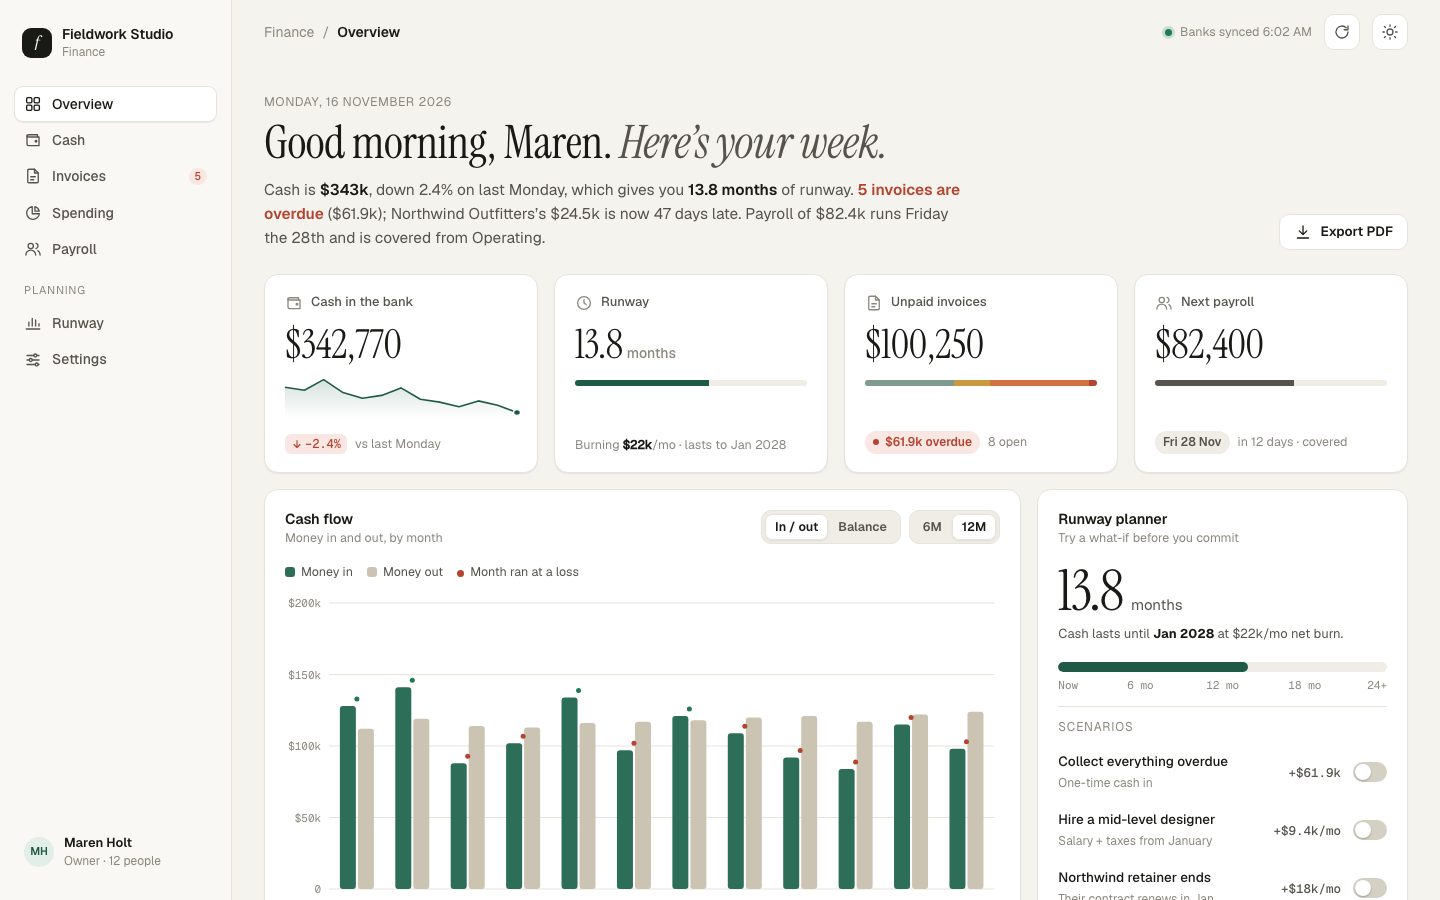 f
Fieldwork Studio
Finance
Overview
Cash
Invoices 5
Spending
Payroll
PLANNING
Runway
Settings
MH
Maren Holt
Owner · 12 people
Finance / Overview
Banks synced 6:02 AM
MONDAY, 16 NOVEMBER 2026
Good morning, Maren. Here’s your week.
Cash is $343k, down 2.4% on last Monday, which gives you 13.8 months of runway. 5 invoices are
overdue ($61.9k); Northwind Outfitters’s $24.5k is now 47 days late. Payroll of $82.4k runs Friday
the 28th and is covered from Operating.
Export PDF
Cash in the bank
$342,770
↓ −2.4% vs last Monday
Runway
13.8 months
Burning $22k/mo · lasts to Jan 2028
Unpaid invoices
$100,250
$61.9k overdue 8 open
Next payroll
$82,400
Fri 28 Nov in 12 days · covered
Cash flow
Money in and out, by month
In / out Balance 6M 12M
Money in Money out Month ran at a loss
$200k
$150k
$100k
$50k
0
Runway planner
Try a what-if before you commit
13.8 months
Cash lasts until Jan 2028 at $22k/mo net burn.
Now 6 mo 12 mo 18 mo 24+
SCENARIOS
Collect everything overdue
One-time cash in
+$61.9k
Hire a mid-level designer
Salary + taxes from January
+$9.4k/mo
Northwind retainer ends
Their contract renews in Jan
+$18k/mo